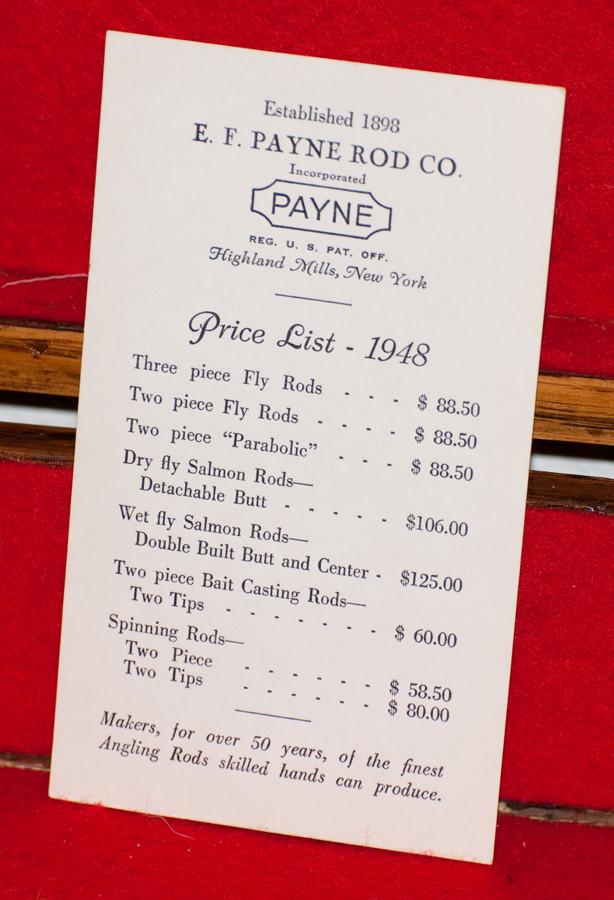 Established 1898
E. F. PAYNE ROD CO.
Incorporated
PAYNE
REG. U. S. PAT. OFF.
Highland Mills, New York
Price List - 1948
Three piece Fly Rods - - - $ 88.50
Two piece Fly Rods - - - - $ 88.50
Two piece “Parabolic” - - - $ 88.50
Dry fly Salmon Rods—
Detachable Butt - - - - - $106.00
Wet fly Salmon Rods—
Double Built Butt and Center - $125.00
Two piece Bait Casting Rods—
Two Tips - - - - - - - $ 60.00
Spinning Rods—
Two Piece - - - - - - $ 58.50
Two Tips - - - - - - $ 80.00
Makers, for over 50 years, of the finest
Angling Rods skilled hands can produce.